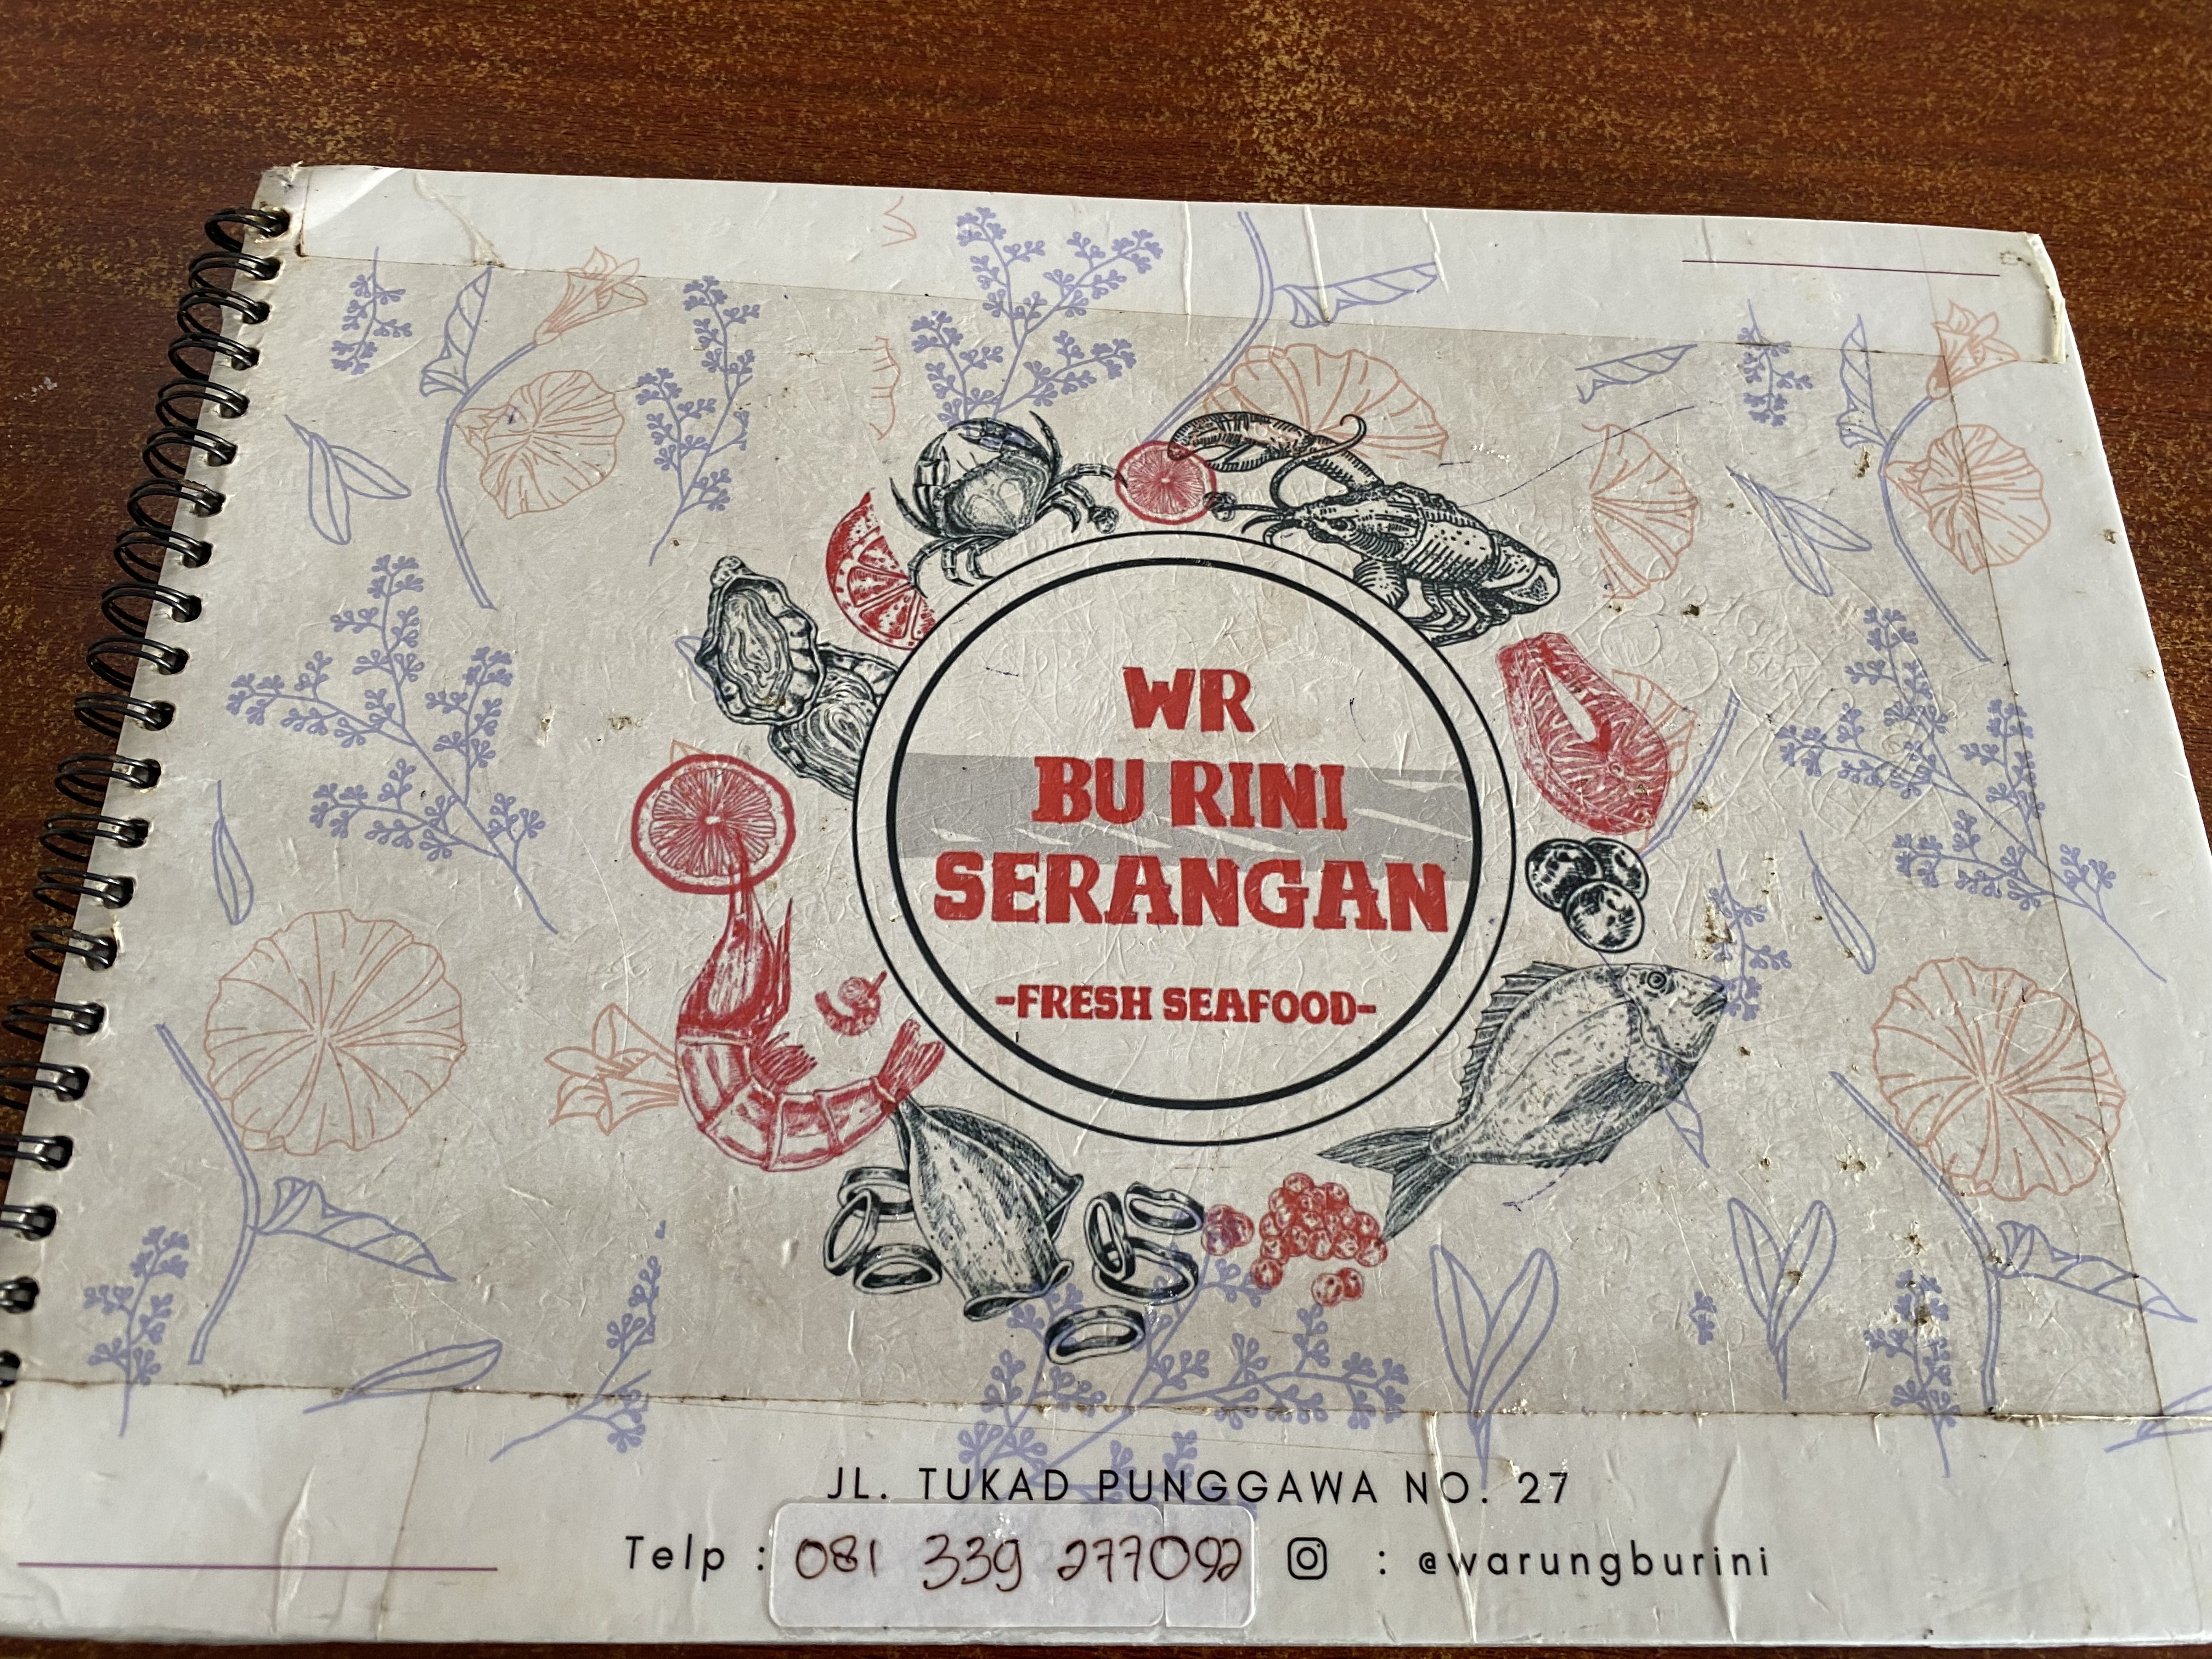 WR
BU RINI
SERANGAN
-FRESH SEAFOOD-
JL. TUKAD PUNGGAWA NO. 27
Telp : 081 339 277092 : @warungburini